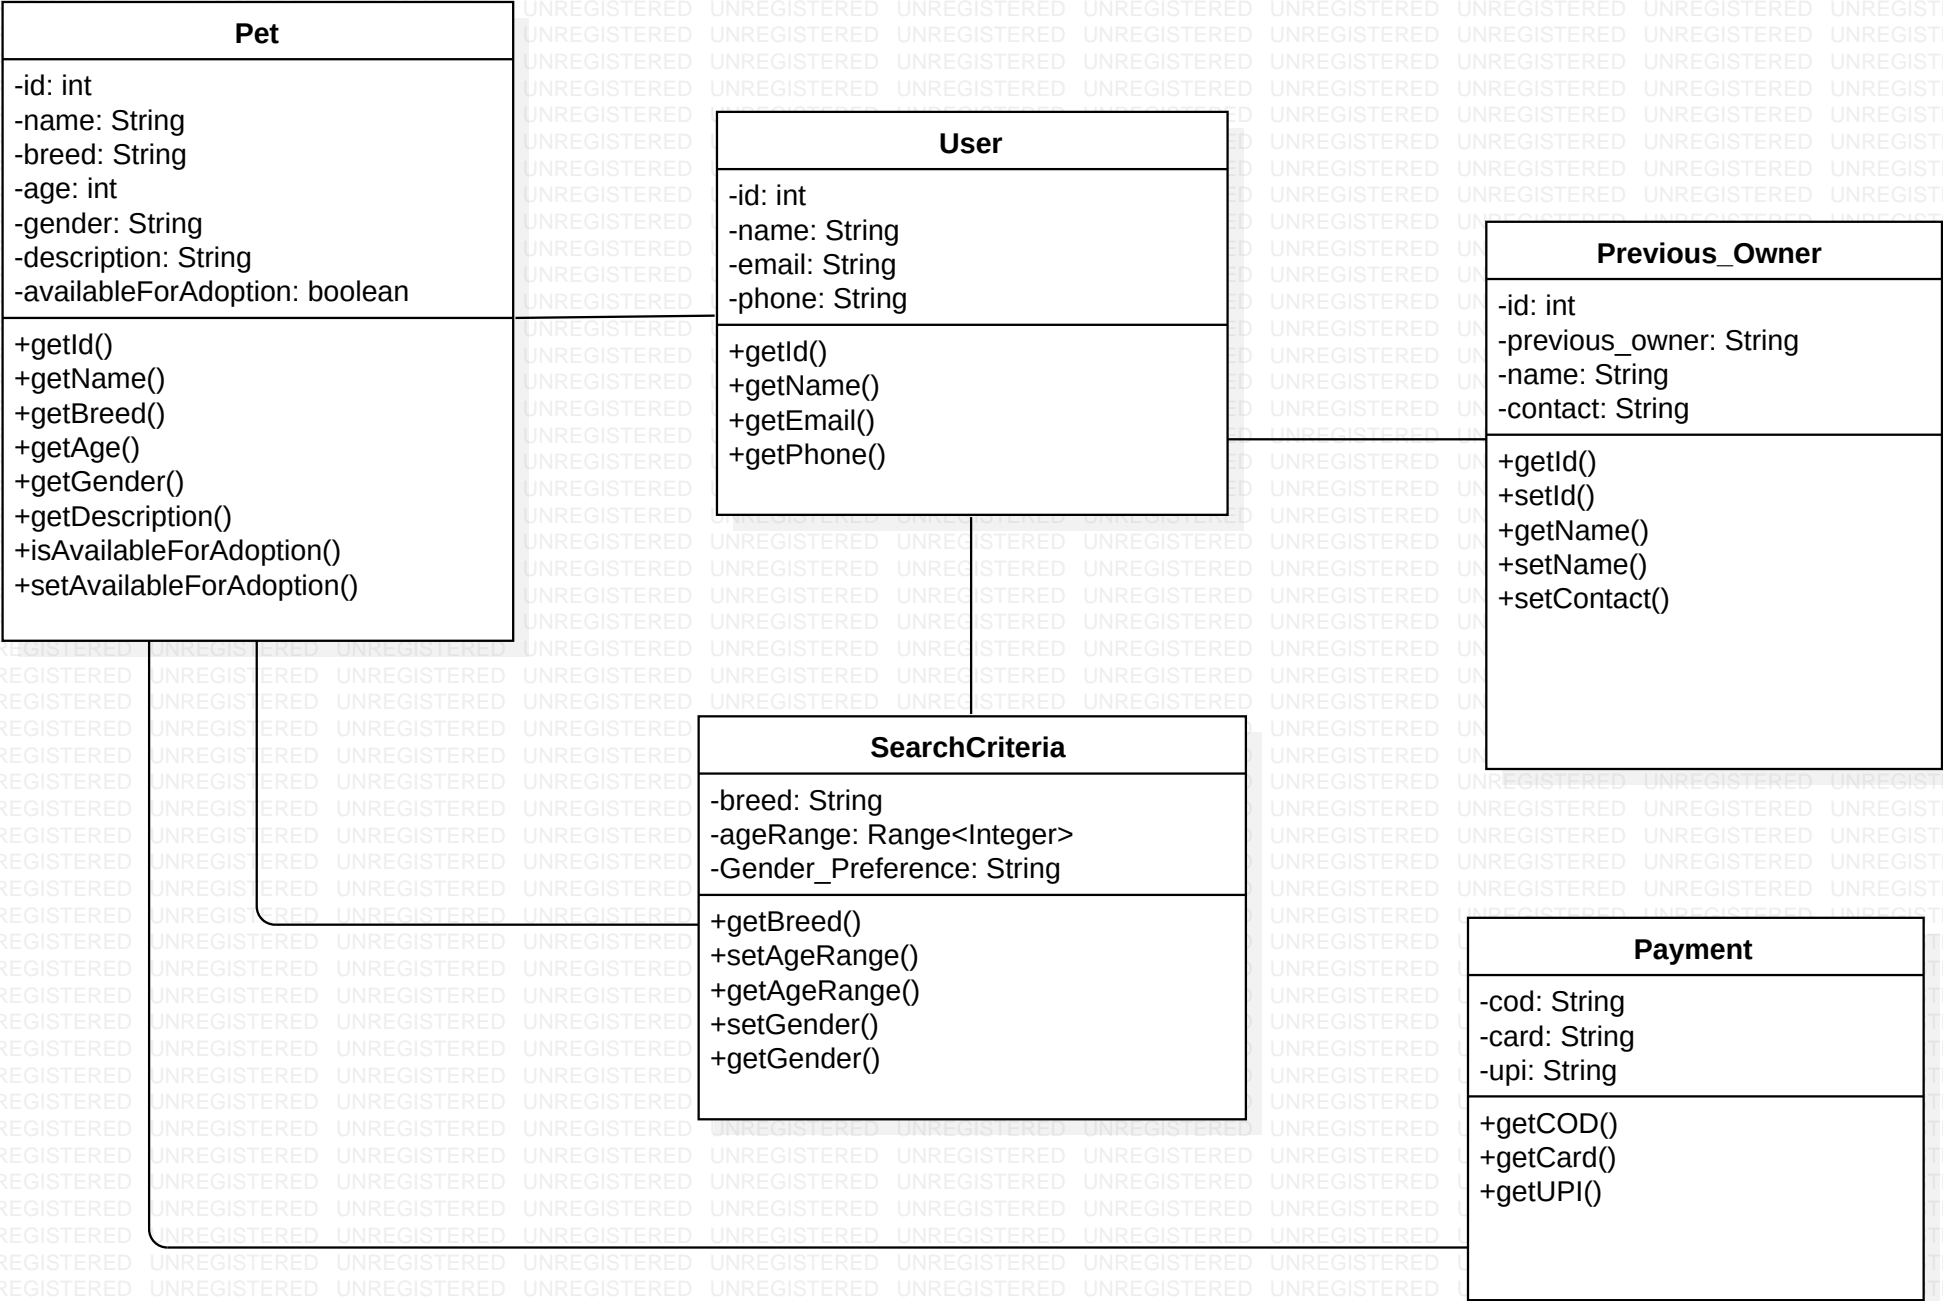 Pet
-id: int
-name: String
-breed: String
-age: int
-gender: String
-description: String
-availableForAdoption: boolean
+getId()
+getName()
+getBreed()
+getAge()
+getGender()
+getDescription()
+isAvailableForAdoption()
+setAvailableForAdoption()
User
-id: int
-name: String
-email: String
-phone: String
+getId()
+getName()
+getEmail()
+getPhone()
Previous_Owner
-id: int
-previous_owner: String
-name: String
-contact: String
+getId()
+setId()
+getName()
+setName()
+setContact()
SearchCriteria
-breed: String
-ageRange: Range<Integer>
-Gender_Preference: String
+getBreed()
+setAgeRange()
+getAgeRange()
+setGender()
+getGender()
Payment
-cod: String
-card: String
-upi: String
+getCOD()
+getCard()
+getUPI()
UNREGISTERED